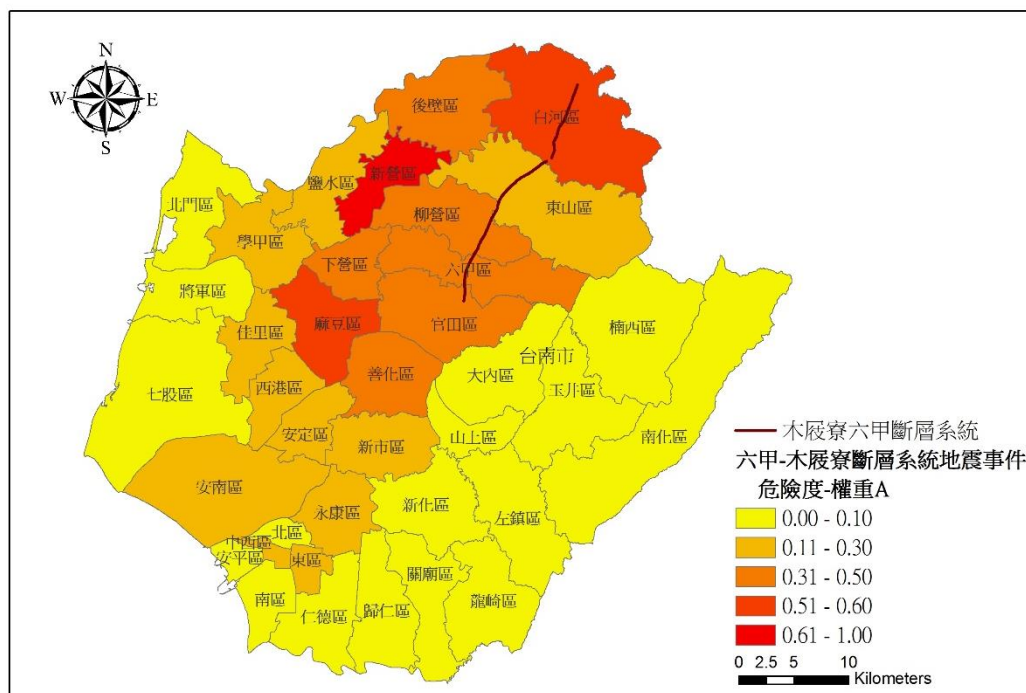 N
W E
S
後壁區
白河區
鹽水區
新營區
北門區
柳營區
東山區
學甲區
下營區
六甲區
將軍區
麻豆區
官田區
楠西區
佳里區
台南市
七股區
西港區
善化區
大內區
玉井區
安定區
新市區
山上區
南化區
安南區
永康區
新化區
左鎮區
中西區
北區
安平區
東區
關廟區
南區
仁德區
歸仁區
龍崎區
木屐寮六甲斷層系統
六甲-木屐寮斷層系統地震事件
危險度-權重A
0.00 - 0.10
0.11 - 0.30
0.31 - 0.50
0.51 - 0.60
0.61 - 1.00
0 2.5 5 10
Kilometers